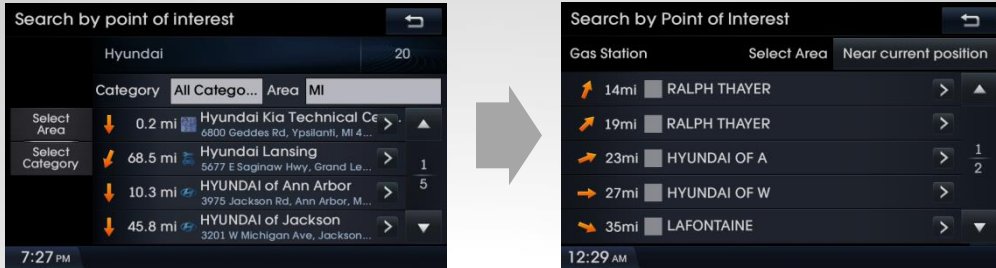 Search by point of interest
Hyundai 20
Category All Catego... Area MI
Select Area
Select Category
0.2 mi Hyundai Kia Technical Ce...
6800 Geddes Rd, Ypsilanti, MI 4...
68.5 mi Hyundai Lansing
5677 E Saginaw Hwy, Grand Le...
10.3 mi HYUNDAI of Ann Arbor
3975 Jackson Rd, Ann Arbor, M...
45.8 mi HYUNDAI of Jackson
3201 W Michigan Ave, Jackson...
1
5
7:27 PM
Search by Point of Interest
Gas Station Select Area Near current position
14mi RALPH THAYER
19mi RALPH THAYER
23mi HYUNDAI OF A
27mi HYUNDAI OF W
35mi LAFONTAINE
1
2
12:29 AM